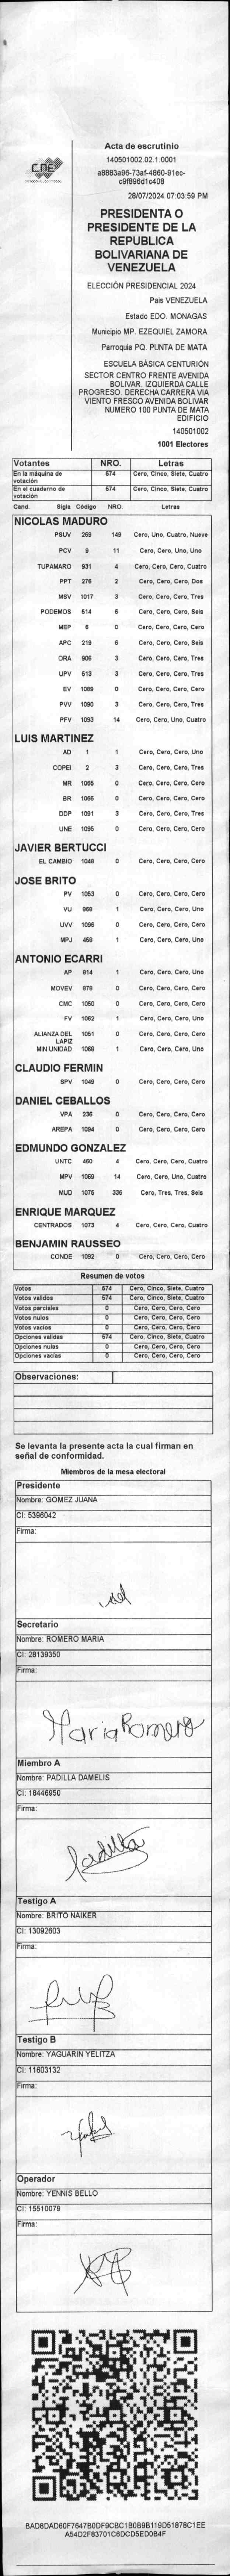 CNE
Acta de escrutinio
140501002.02.1.0001
a8883a96-73af-4860-91ec-
c9f896d1c408
28/07/2024 07:03:59 PM
PRESIDENTA O
PRESIDENTE DE LA
REPUBLICA
BOLIVARIANA DE
VENEZUELA
ELECCIÓN PRESIDENCIAL 2024
Pais VENEZUELA
Estado EDO. MONAGAS
Municipio MP. EZEQUIEL ZAMORA
Parroquia PQ. PUNTA DE MATA
ESCUELA BÁSICA CENTURIÓN
SECTOR CENTRO FRENTE AVENIDA
BOLIVAR. IZQUIERDA CALLE
PROGRESO. DERECHA CARRERA VIA
VIENTO FRESCO AVENIDA BOLIVAR
NUMERO 100 PUNTA DE MATA
EDIFICIO
140501002
1001 Electores
Votantes NRO. Letras
En la máquina de votación 574 Cero, Cinco, Siete, Cuatro
En el cuaderno de votación 574 Cero, Cinco, Siete, Cuatro
Cand. Sigla Código NRO. Letras
NICOLAS MADURO
PSUV 269 149 Cero, Uno, Cuatro, Nueve
PCV 9 11 Cero, Cero, Uno, Uno
TUPAMARO 931 4 Cero, Cero, Cero, Cuatro
PPT 276 2 Cero, Cero, Cero, Dos
MSV 1017 3 Cero, Cero, Cero, Tres
PODEMOS 514 6 Cero, Cero, Cero, Seis
MEP 6 0 Cero, Cero, Cero, Cero
APC 219 6 Cero, Cero, Cero, Seis
ORA 906 3 Cero, Cero, Cero, Tres
UPV 513 3 Cero, Cero, Cero, Tres
EV 1089 0 Cero, Cero, Cero, Cero
PVV 1090 3 Cero, Cero, Cero, Tres
PFV 1093 14 Cero, Cero, Uno, Cuatro
LUIS MARTINEZ
AD 1 1 Cero, Cero, Cero, Uno
COPEI 2 3 Cero, Cero, Cero, Tres
MR 1065 0 Cero, Cero, Cero, Cero
BR 1066 0 Cero, Cero, Cero, Cero
DDP 1091 3 Cero, Cero, Cero, Tres
UNE 1095 0 Cero, Cero, Cero, Cero
JAVIER BERTUCCI
EL CAMBIO 1048 0 Cero, Cero, Cero, Cero
JOSE BRITO
PV 1053 0 Cero, Cero, Cero, Cero
VU 868 1 Cero, Cero, Cero, Uno
UVV 1096 0 Cero, Cero, Cero, Cero
MPJ 458 1 Cero, Cero, Cero, Uno
ANTONIO ECARRI
AP 814 1 Cero, Cero, Cero, Uno
MOVEV 879 0 Cero, Cero, Cero, Cero
CMC 1050 0 Cero, Cero, Cero, Cero
FV 1062 1 Cero, Cero, Cero, Uno
ALIANZA DEL LAPIZ 1051 0 Cero, Cero, Cero, Cero
MIN UNIDAD 1068 1 Cero, Cero, Cero, Uno
CLAUDIO FERMIN
SPV 1049 0 Cero, Cero, Cero, Cero
DANIEL CEBALLOS
VPA 236 0 Cero, Cero, Cero, Cero
AREPA 1094 0 Cero, Cero, Cero, Cero
EDMUNDO GONZALEZ
UNTC 460 4 Cero, Cero, Cero, Cuatro
MPV 1069 14 Cero, Cero, Uno, Cuatro
MUD 1075 336 Cero, Tres, Tres, Seis
ENRIQUE MARQUEZ
CENTRADOS 1073 4 Cero, Cero, Cero, Cuatro
BENJAMIN RAUSSEO
CONDE 1092 0 Cero, Cero, Cero, Cero
Resumen de votos
Votos 574 Cero, Cinco, Siete, Cuatro
Votos validos 574 Cero, Cinco, Siete, Cuatro
Votos parciales 0 Cero, Cero, Cero, Cero
Votos nulos 0 Cero, Cero, Cero, Cero
Votos vacios 0 Cero, Cero, Cero, Cero
Opciones validas 574 Cero, Cinco, Siete, Cuatro
Opciones nulas 0 Cero, Cero, Cero, Cero
Opciones vacias 0 Cero, Cero, Cero, Cero
Observaciones:
Se levanta la presente acta la cual firman en
señal de conformidad.
Miembros de la mesa electoral
Presidente
Nombre: GOMEZ JUANA
CI: 5396042
Firma:
Secretario
Nombre: ROMERO MARIA
CI: 28139350
Firma:
Maria Romero
Miembro A
Nombre: PADILLA DAMELIS
CI: 18446950
Firma:
Padilla
Testigo A
Nombre: BRITO NAIKER
CI: 13092603
Firma:
Testigo B
Nombre: YAGUARIN YELITZA
CI: 11603132
Firma:
Operador
Nombre: YENNIS BELLO
CI: 15510079
Firma:
BAD8DAD60F7647B0DF9CBC1B0B9B119D51878C1EE
A54D2F83701C6DCD5ED0B4F